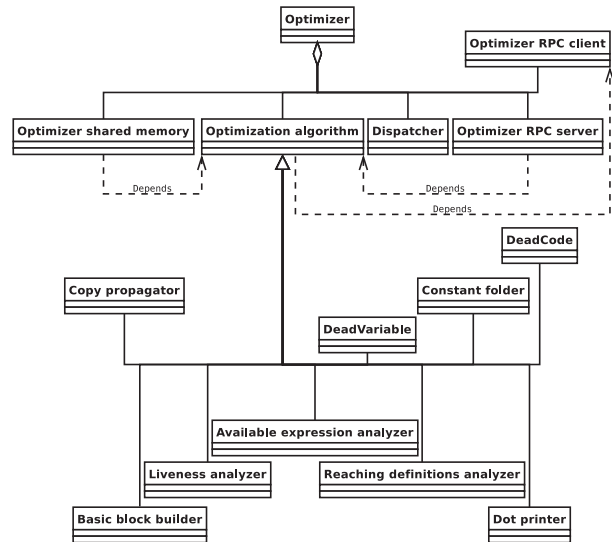 Optimizer
Optimizer RPC client
Optimizer shared memory
Optimization algorithm
Dispatcher
Optimizer RPC server
Depends
Depends
Depends
DeadCode
Copy propagator
Constant folder
DeadVariable
Available expression analyzer
Liveness analyzer
Reaching definitions analyzer
Basic block builder
Dot printer